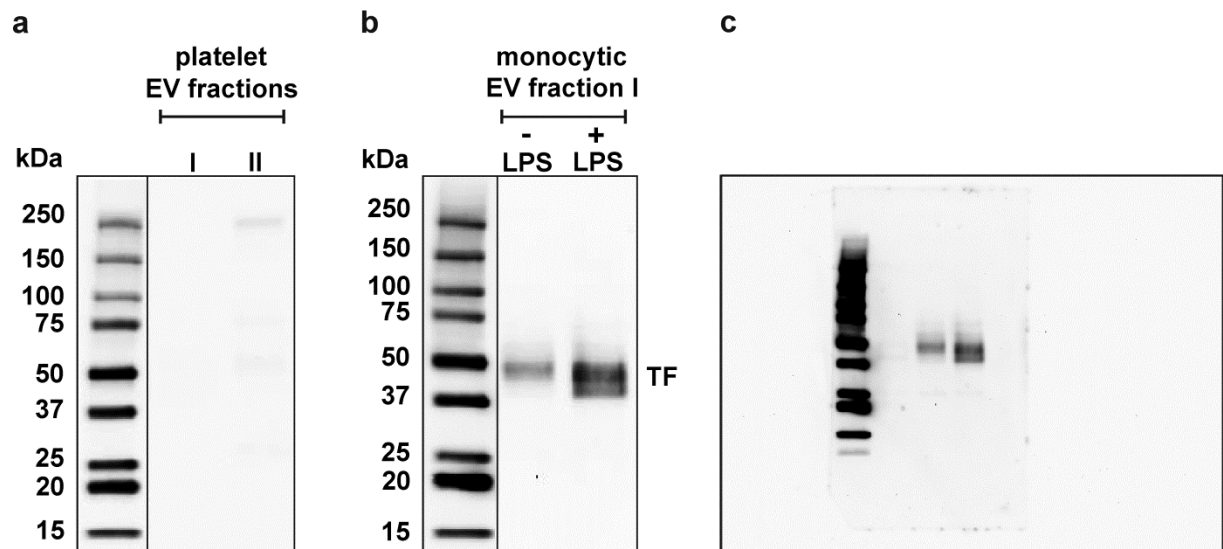 a
platelet
EV fractions
kDa
I II
250
150
100
75
50
37
25
20
15
b
monocytic
EV fraction I
- +
kDa LPS LPS
250
150
100
75
50
37
25
20
15
TF
c